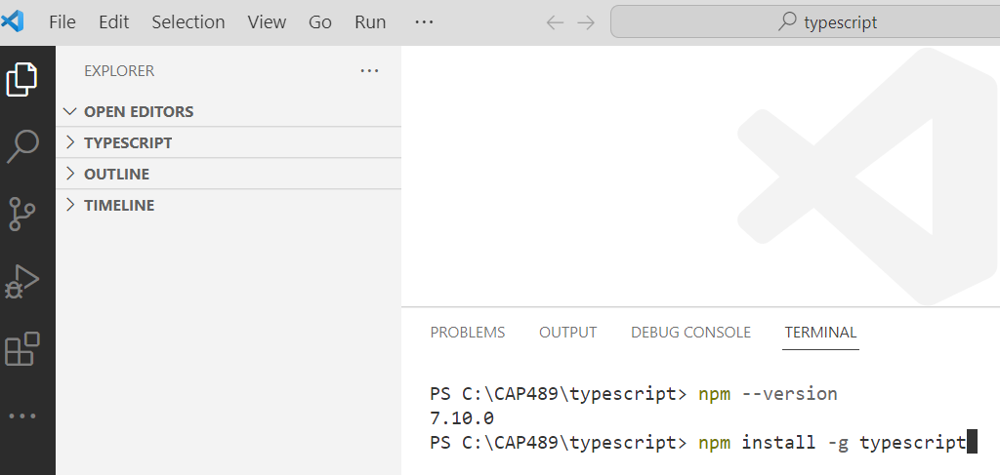 File Edit Selection View Go Run ··· typescript
EXPLORER ···
OPEN EDITORS
TYPESCRIPT
OUTLINE
TIMELINE
PROBLEMS OUTPUT DEBUG CONSOLE TERMINAL
PS C:\CAP489\typescript> npm --version
7.10.0
PS C:\CAP489\typescript> npm install -g typescript